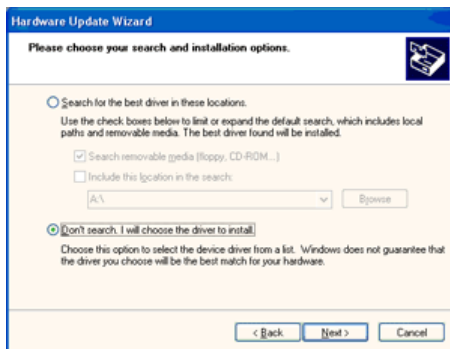 Hardware Update Wizard
Please choose your search and installation options.
Search for the best driver in these locations.
Use the check boxes below to limit or expand the default search, which includes local
paths and removable media. The best driver found will be installed.
Search removable media (floppy, CD-ROM...)
Include this location in the search:
A:\
Browse
Don't search. I will choose the driver to install.
Choose this option to select the device driver from a list. Windows does not guarantee that
the driver you choose will be the best match for your hardware.
< Back Next > Cancel